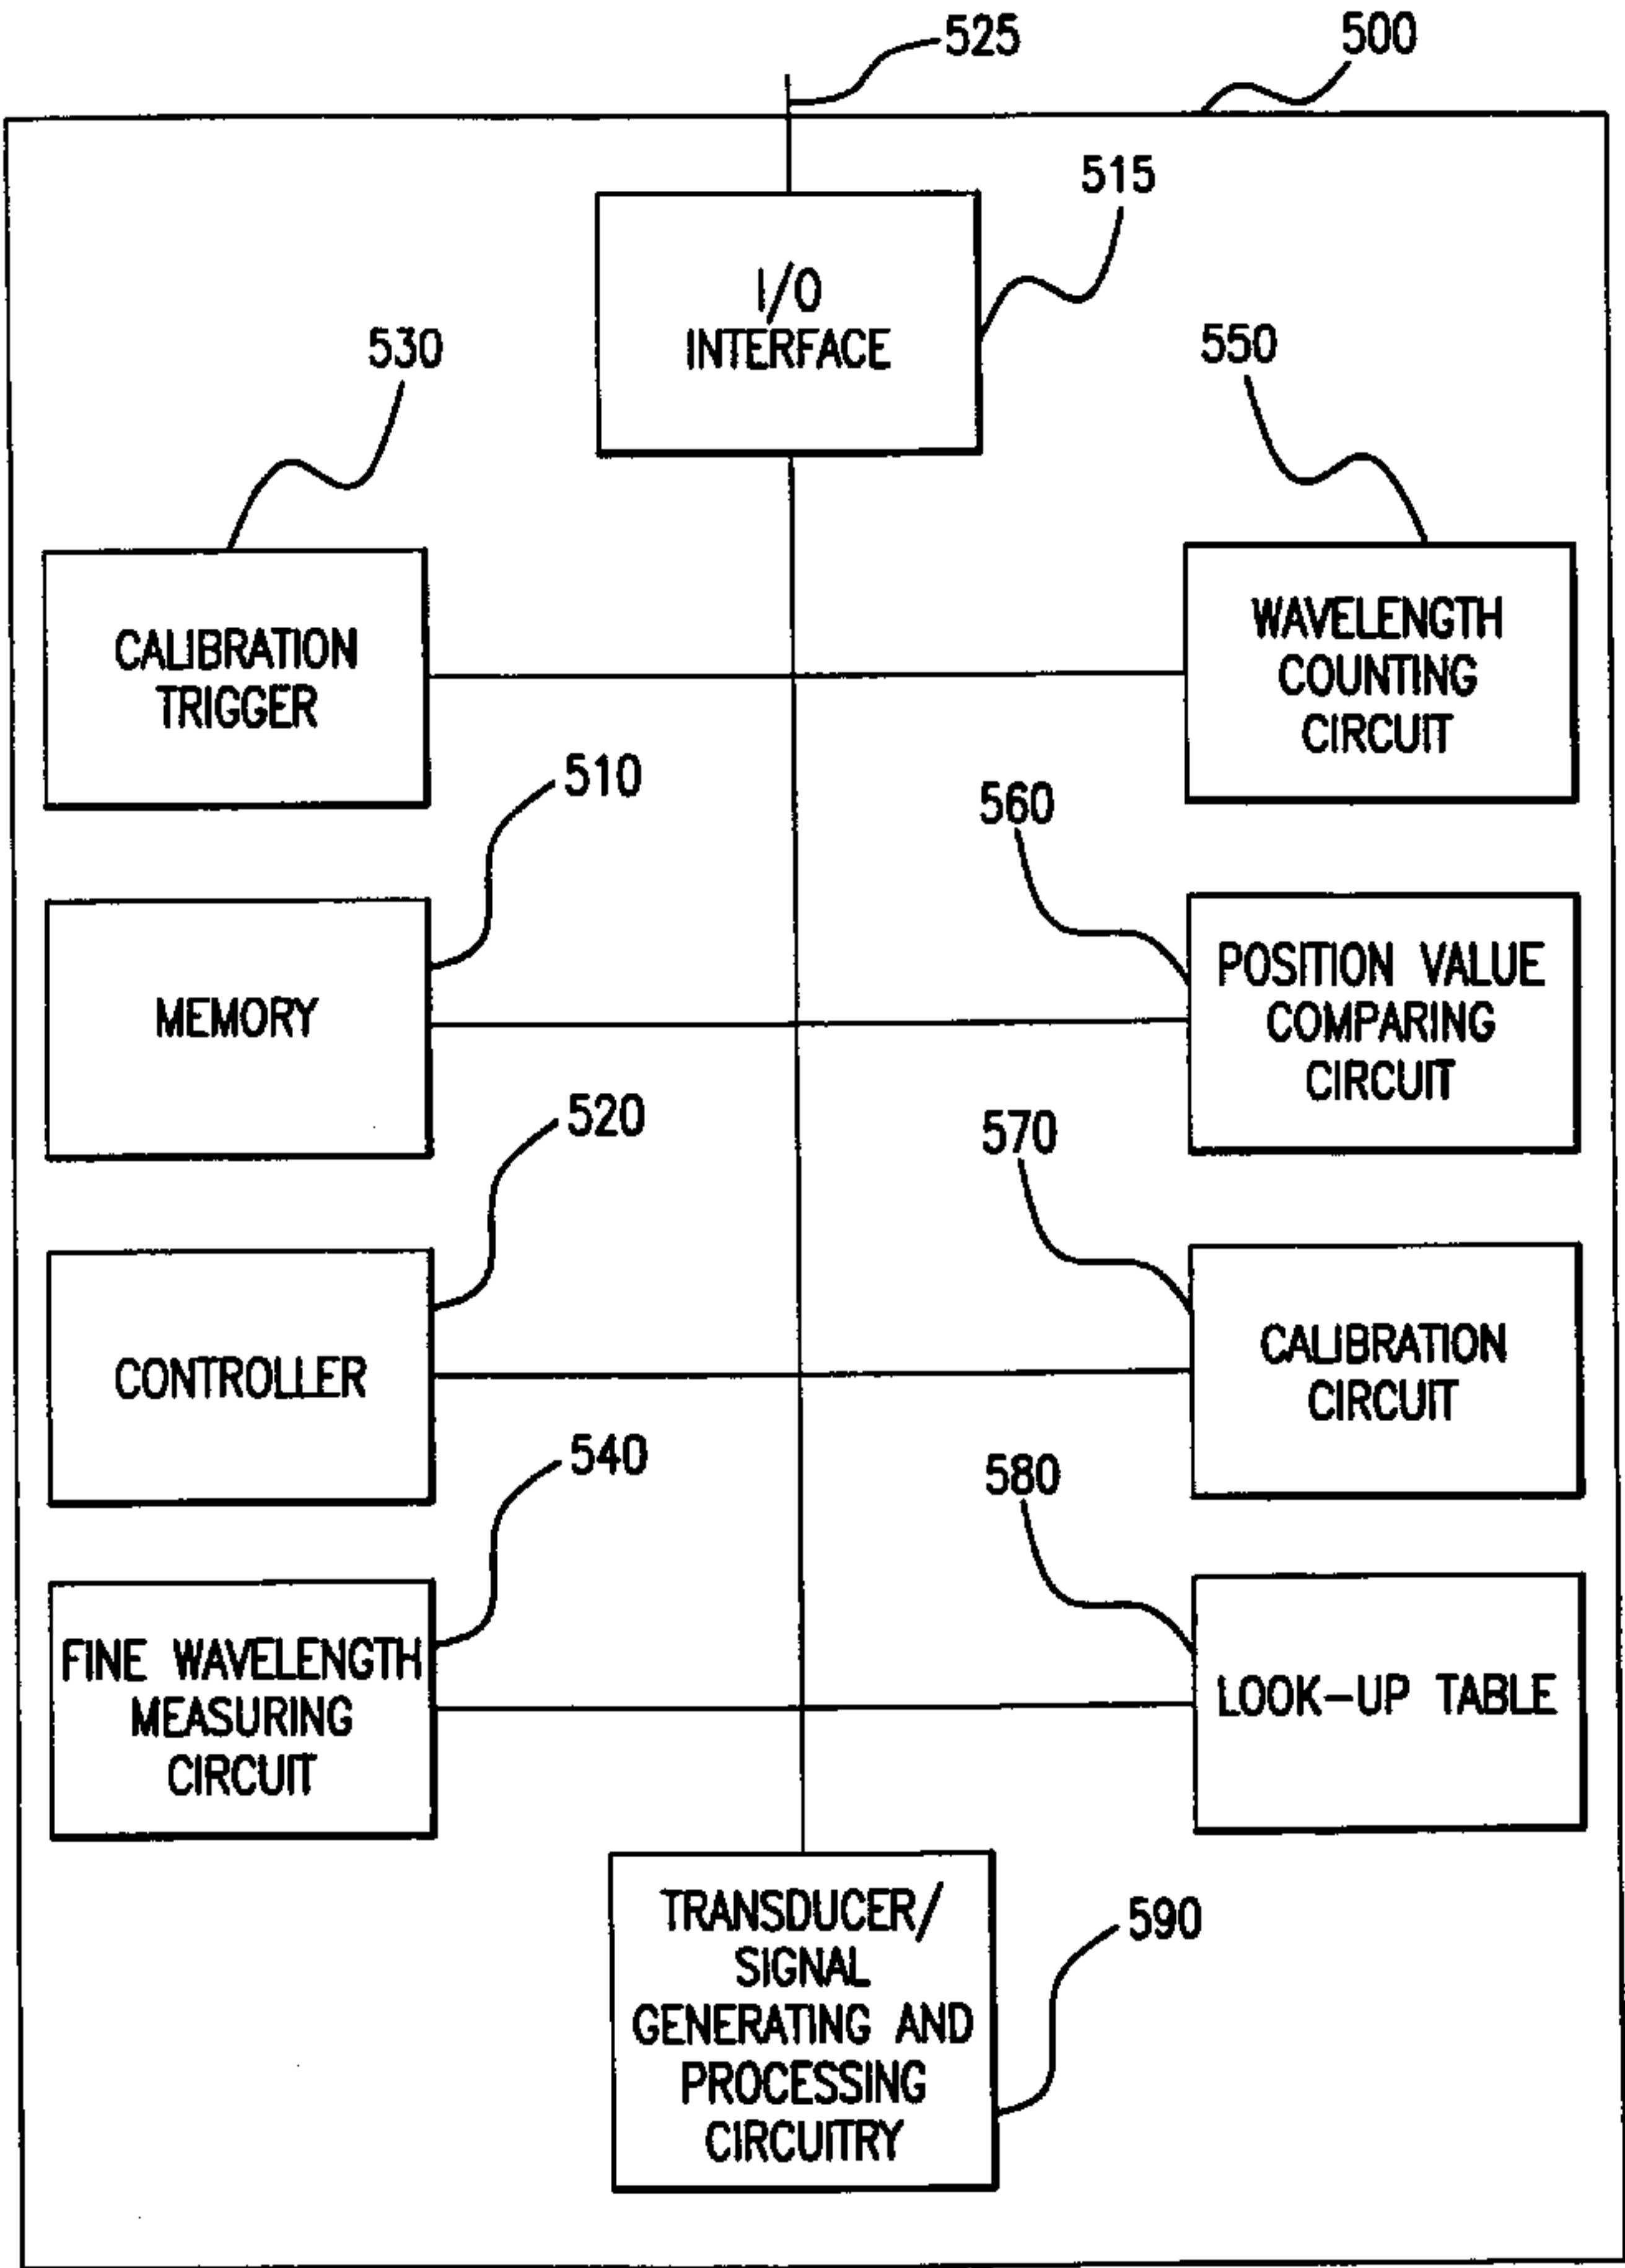 525
500
515
I/O
INTERFACE
530
550
CALIBRATION
TRIGGER
WAVELENGTH
COUNTING
CIRCUIT
510
560
MEMORY
POSITION VALUE
COMPARING
CIRCUIT
520
570
CONTROLLER
CALIBRATION
CIRCUIT
540
580
FINE WAVELENGTH
MEASURING
CIRCUIT
LOOK-UP TABLE
TRANSDUCER/
SIGNAL
GENERATING AND
PROCESSING
CIRCUITRY
590